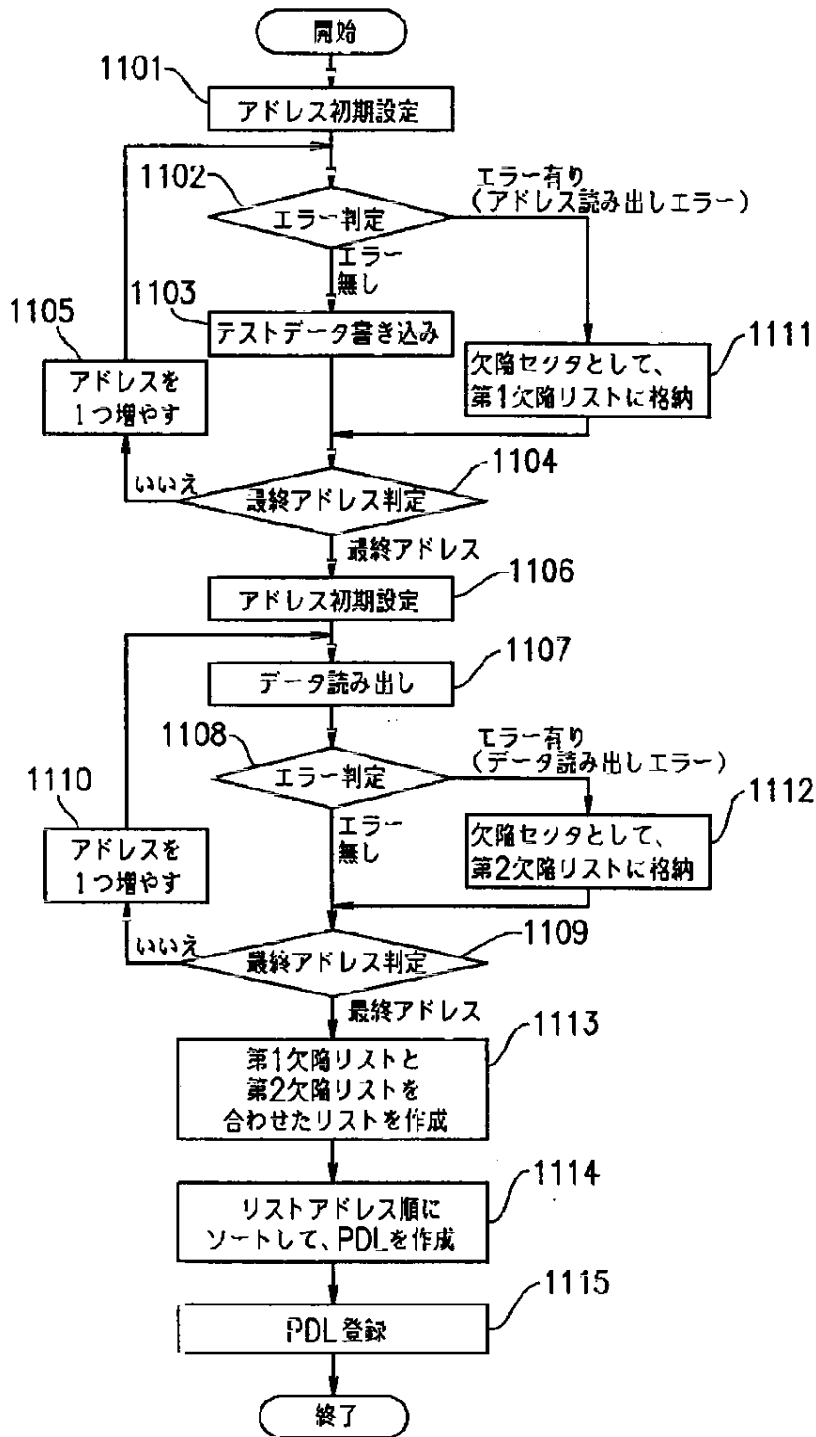 開始
1101
アドレス初期設定
1102
エラー判定
エラー有り
(アドレス読み出しエラー)
エラー
無し
1103
テストデータ書き込み
1105
アドレスを
1つ増やす
1111
欠陥セクタとして、
第1欠陥リストに格納
1104
いいえ
最終アドレス判定
最終アドレス
1106
アドレス初期設定
1107
データ読み出し
1108
エラー判定
エラー有り
(データ読み出しエラー)
エラー
無し
1110
アドレスを
1つ増やす
1112
欠陥セクタとして、
第2欠陥リストに格納
1109
いいえ
最終アドレス判定
最終アドレス
1113
第1欠陥リストと
第2欠陥リストを
合わせたリストを作成
1114
リストアドレス順に
ソートして、PDLを作成
1115
PDL登録
終了